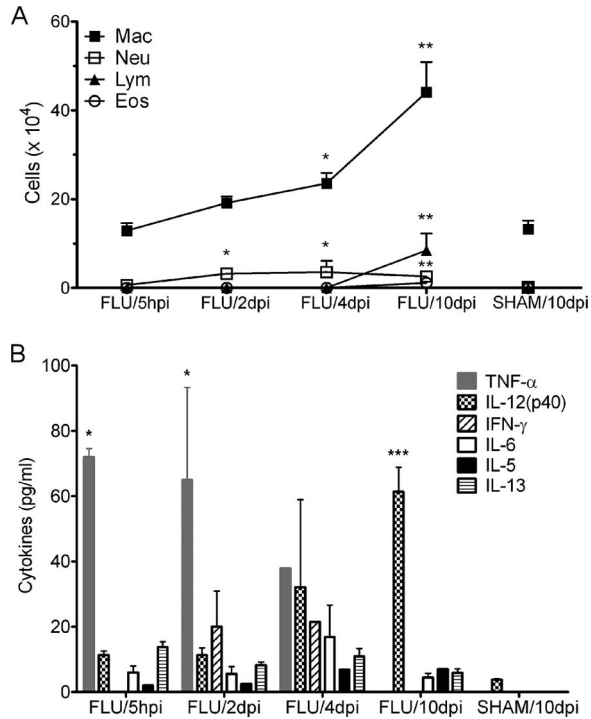 A
60
40
20
0
Cells (x 10⁴)
Mac
Neu
Lym
Eos
*
*
*
**
**
**
FLU/5hpi FLU/2dpi FLU/4dpi FLU/10dpi SHAM/10dpi
B
100
80
60
40
20
0
Cytokines (pg/ml)
TNF-α
IL-12(p40)
IFN-γ
IL-6
IL-5
IL-13
*
*
***
FLU/5hpi FLU/2dpi FLU/4dpi FLU/10dpi SHAM/10dpi